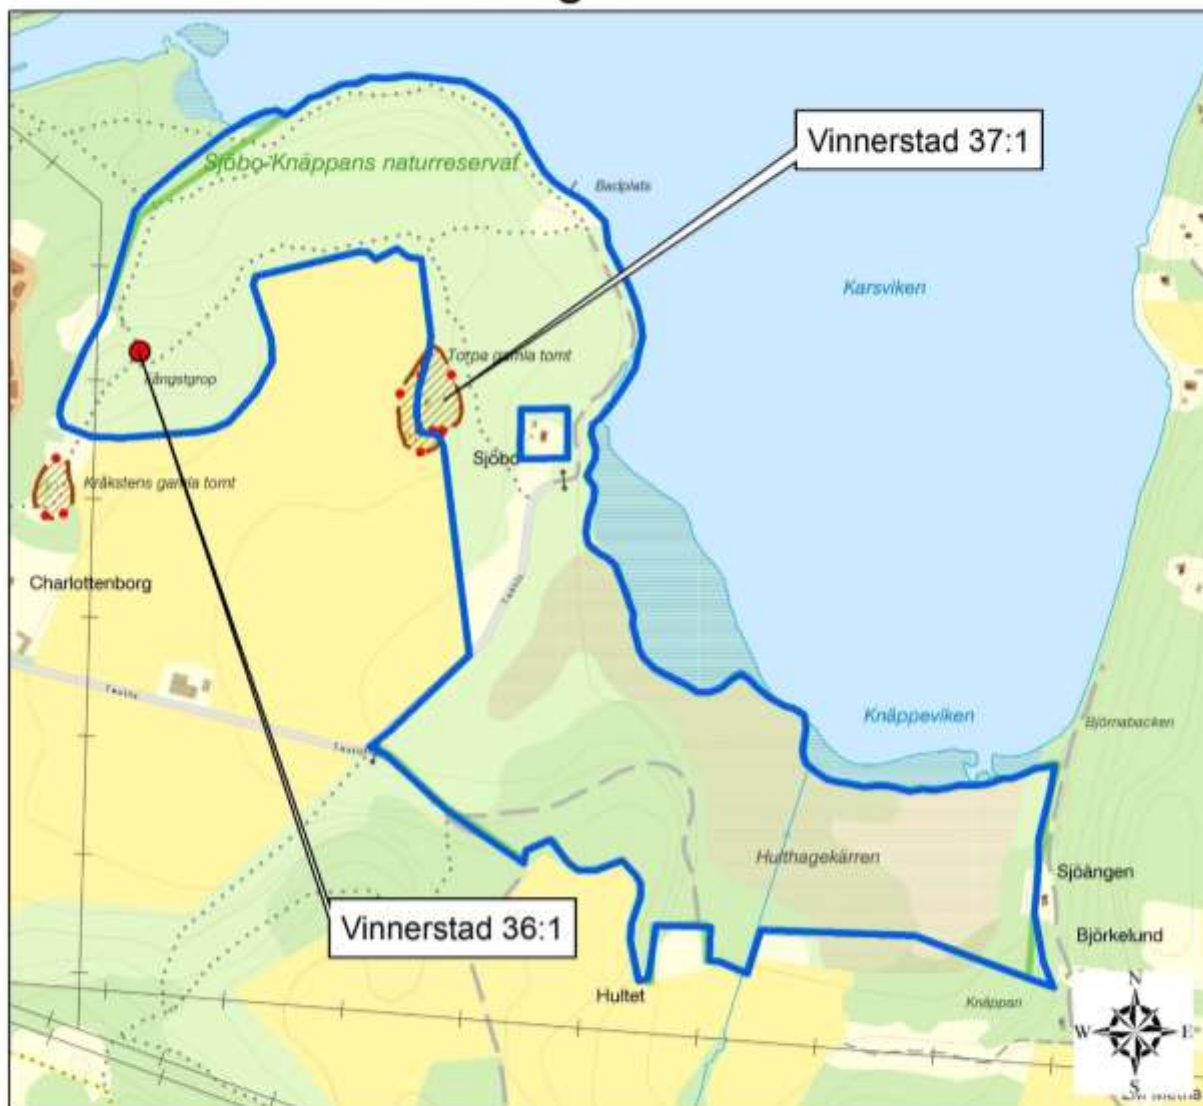 Vinnerstad 37:1
Sjöbo-Knäppans naturreservat
Badplats
Karsviken
Torpa gamla tomt
Fångstgrop
Sjöbo
Kråkstens gamla tomt
Charlottenborg
Knäppeviken
Björnabacken
Hulthagekärren
Sjöängen
Vinnerstad 36:1
Björkelund
Hultet
Knäppan
N
W
E
S